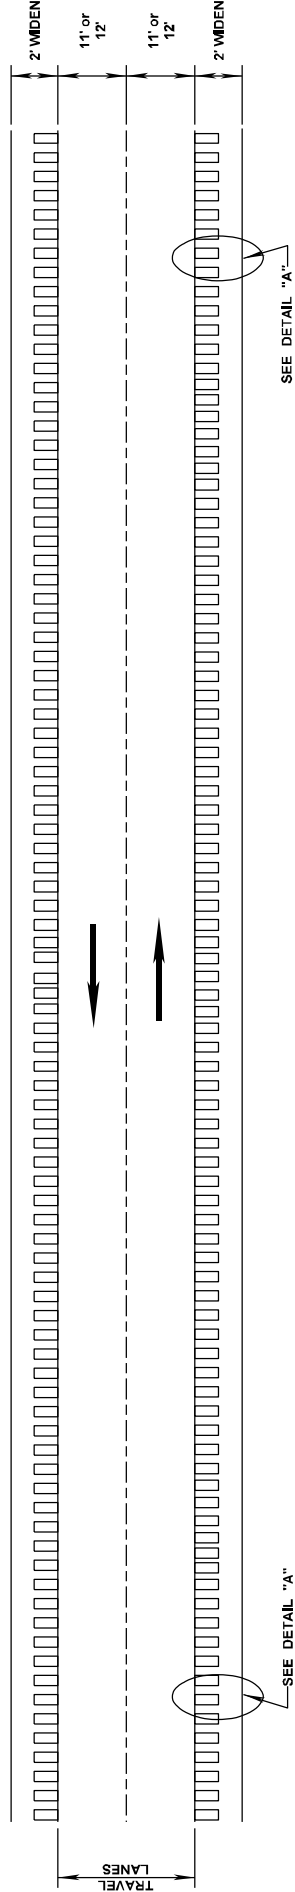 2' WIDEN
11' or
12'
11' or
12'
2' WIDEN
SEE DETAIL "A"
SEE DETAIL "A"
TRAVEL
LANES